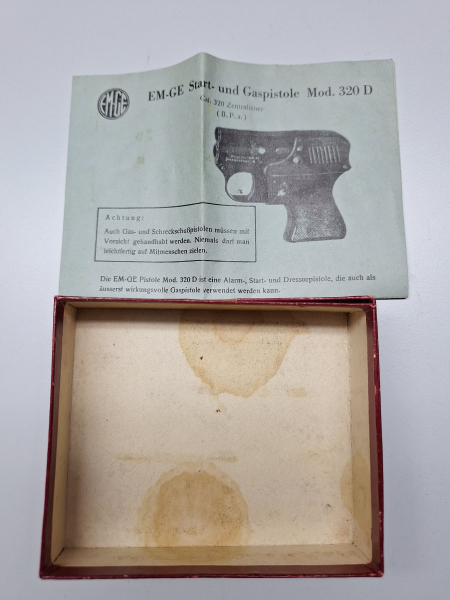 EM-GE
EM-GE Start- und Gaspistole Mod. 320 D
Cal. 320 Zentralfeuer
(B. P. a.)
Achtung:
Auch Gas- und Schreckschußpistolen müssen mit
Vorsicht gehandhabt werden. Niemals darf man
leichtfertig auf Mitmenschen zielen.
Die EM-GE Pistole Mod. 320 D ist eine Alarm-, Start- und Dressurpistole, die auch als
äusserst wirkungsvolle Gaspistole verwendet werden kann.